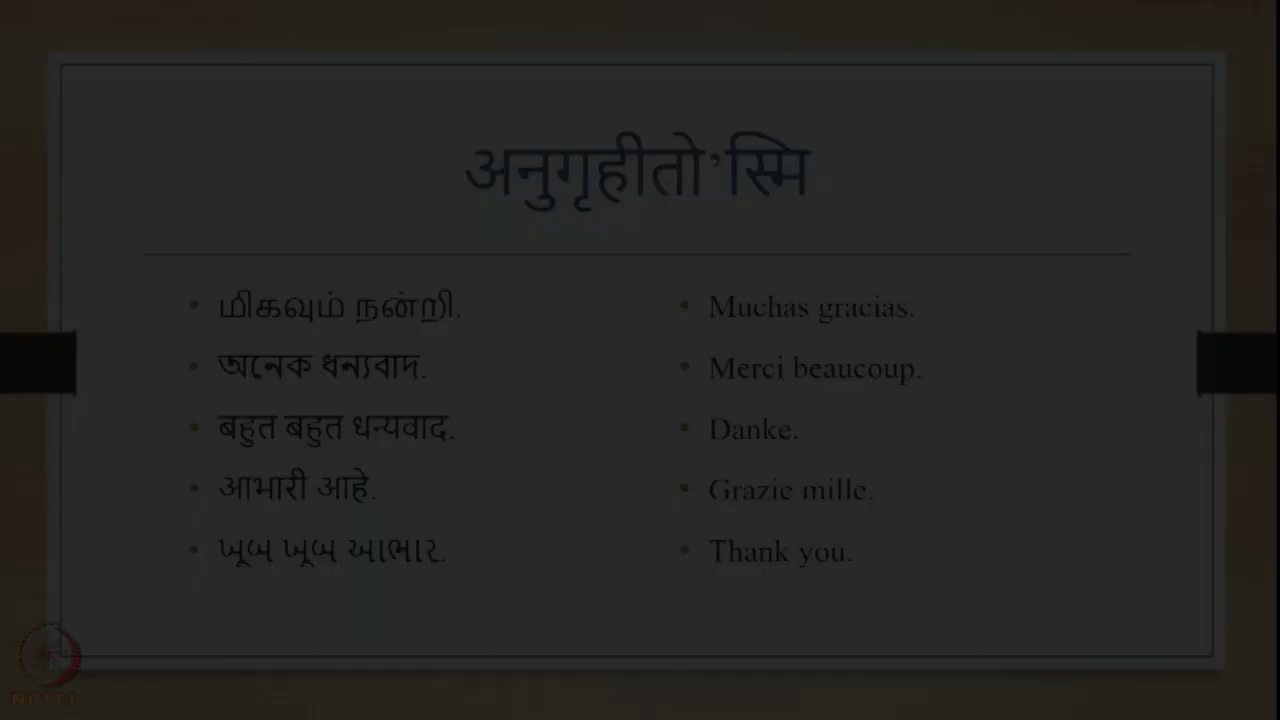 अनुगृहीतो’स्मि
மிகவும் நன்றி.
অনেক ধন্যবাদ.
बहुत बहुत धन्यवाद.
आभारी आहे.
ખૂબ ખૂબ આભાર.
Muchas gracias.
Merci beaucoup.
Danke.
Grazie mille.
Thank you.
NPTEL